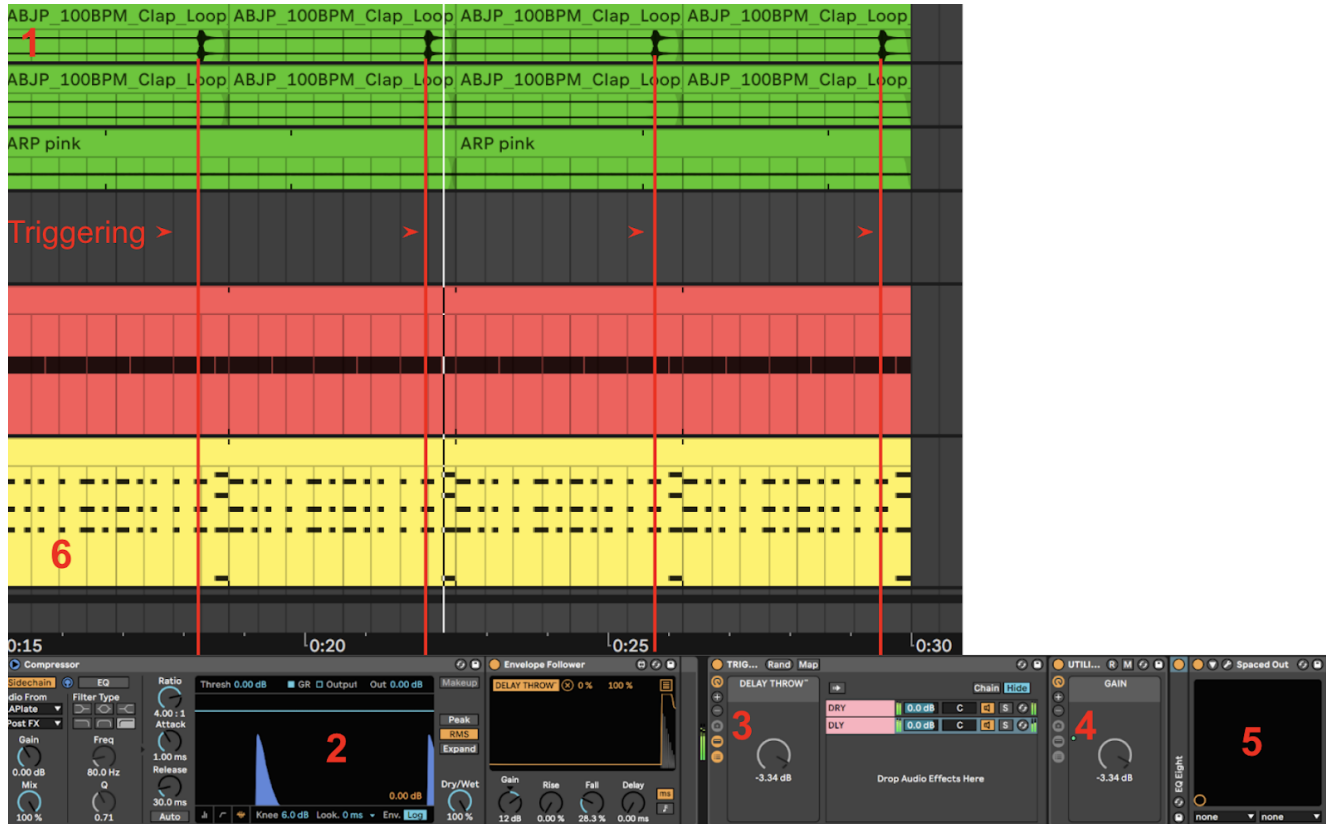 ABJP_100BPM_Clap_Loop ABJP_100BPM_Clap_Loop ABJP_100BPM_Clap_Loop ABJP_100BPM_Clap_Loop
1
ABJP_100BPM_Clap_Loop ABJP_100BPM_Clap_Loop ABJP_100BPM_Clap_Loop ABJP_100BPM_Clap_Loop
ARP pink ARP pink
Triggering
6
0:15 0:20 0:25 0:30
Compressor
Sidechain EQ
dio From Filter Type
APlate
Post FX
Gain Freq
0.00 dB 80.0 Hz
Mix Q
100 % 0.71
Ratio
4.00 : 1
Attack
1.00 ms
Release
30.0 ms
Auto
Thresh 0.00 dB GR Output Out 0.00 dB
2
0.00 dB
Knee 6.0 dB Look. 0 ms Env. Log
Makeup
Peak
RMS
Expand
Dry/Wet
100 %
Envelope Follower
DELAY THROW 0 % 100 %
Gain Rise Fall Delay
12 dB 0.00 % 28.3 % 0.00 ms
ms
TRIG... Rand Map
DELAY THROW
3
-3.34 dB
Chain Hide
DRY 0.0 dB C S
DLY 0.0 dB C S
Drop Audio Effects Here
UTILI... R M
GAIN
4
-3.34 dB
EQ Eight
Spaced Out
5
none none